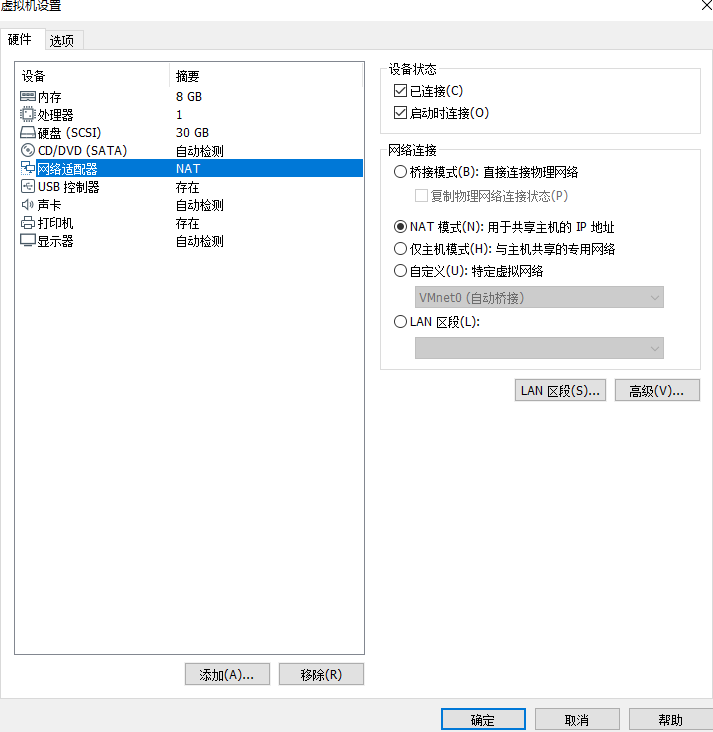 虚拟机设置
硬件 选项
设备 摘要
内存 8 GB
处理器 1
硬盘 (SCSI) 30 GB
CD/DVD (SATA) 自动检测
网络适配器 NAT
USB 控制器 存在
声卡 自动检测
打印机 存在
显示器 自动检测
添加(A)... 移除(R)
设备状态
已连接(C)
启动时连接(O)
网络连接
桥接模式(B): 直接连接物理网络
复制物理网络连接状态(P)
NAT 模式(N): 用于共享主机的 IP 地址
仅主机模式(H): 与主机共享的专用网络
自定义(U): 特定虚拟网络
VMnet0 (自动桥接)
LAN 区段(L):
LAN 区段(S)... 高级(V)...
确定 取消 帮助